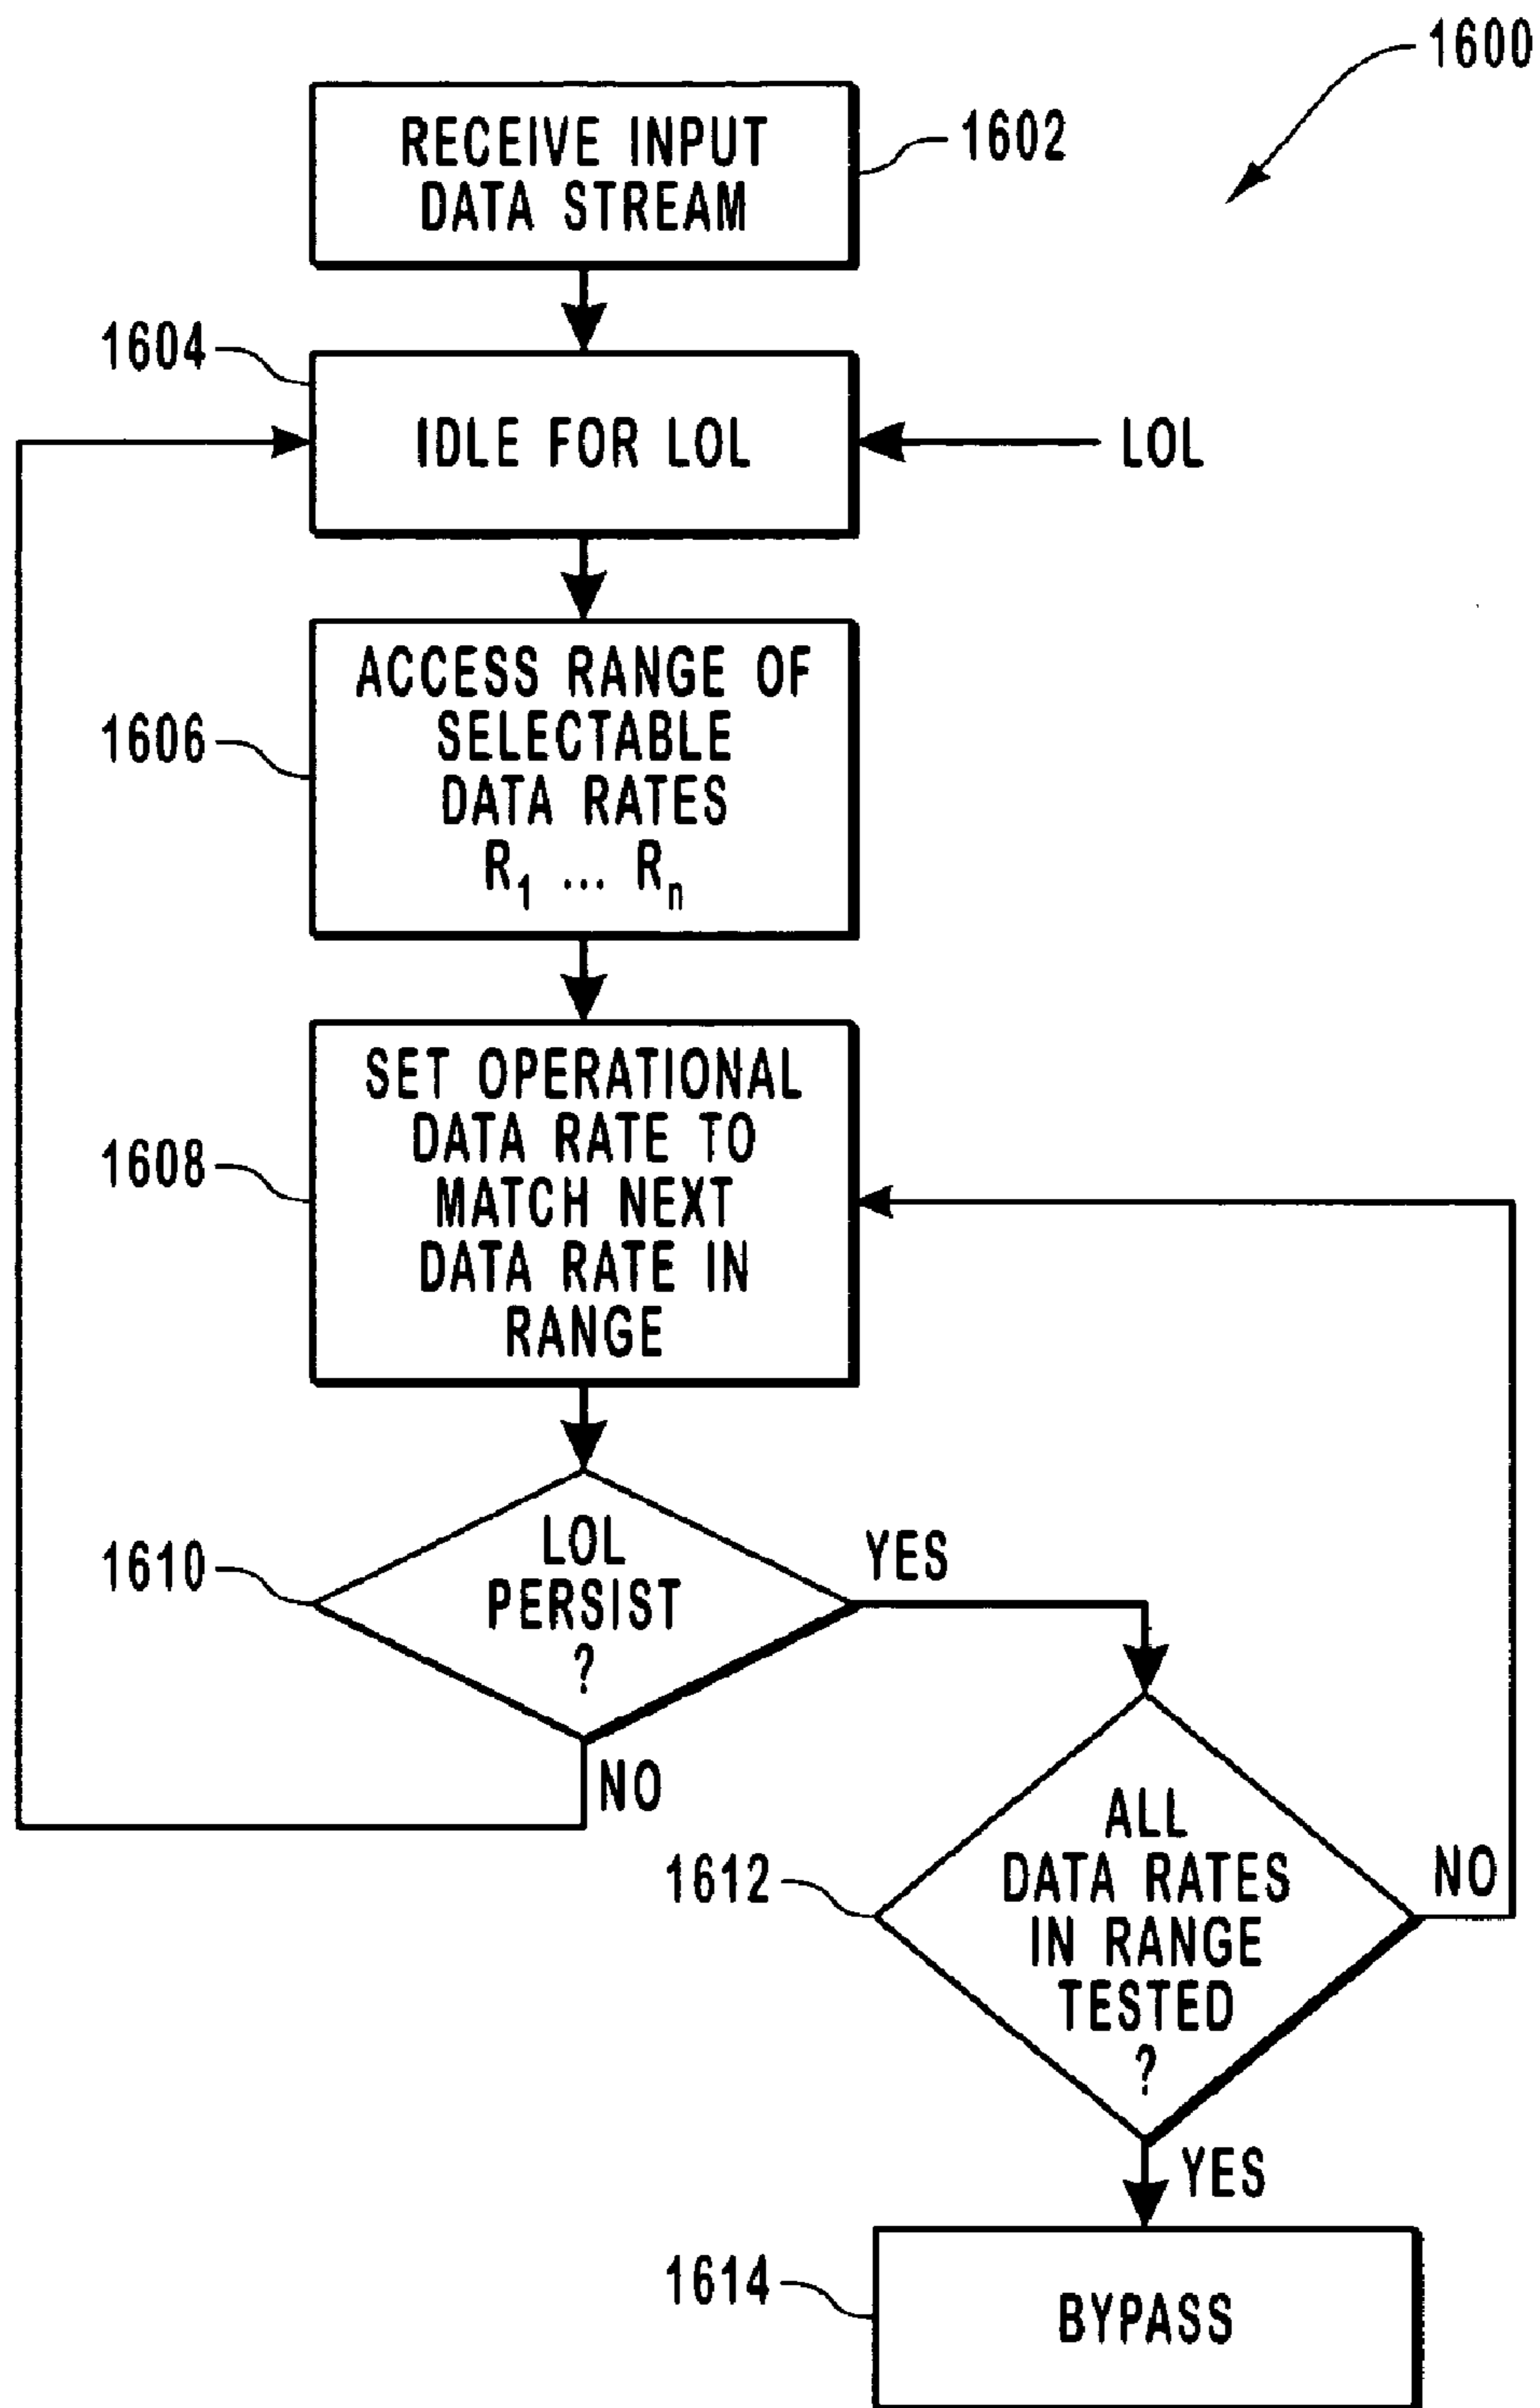 1600
RECEIVE INPUT
DATA STREAM
1602
1604
IDLE FOR LOL
LOL
ACCESS RANGE OF
SELECTABLE
DATA RATES
R₁ ... Rₙ
1606
SET OPERATIONAL
DATA RATE TO
MATCH NEXT
DATA RATE IN
RANGE
1608
1610
LOL
PERSIST
?
YES
NO
1612
ALL
DATA RATES
IN RANGE
TESTED
?
NO
YES
1614
BYPASS